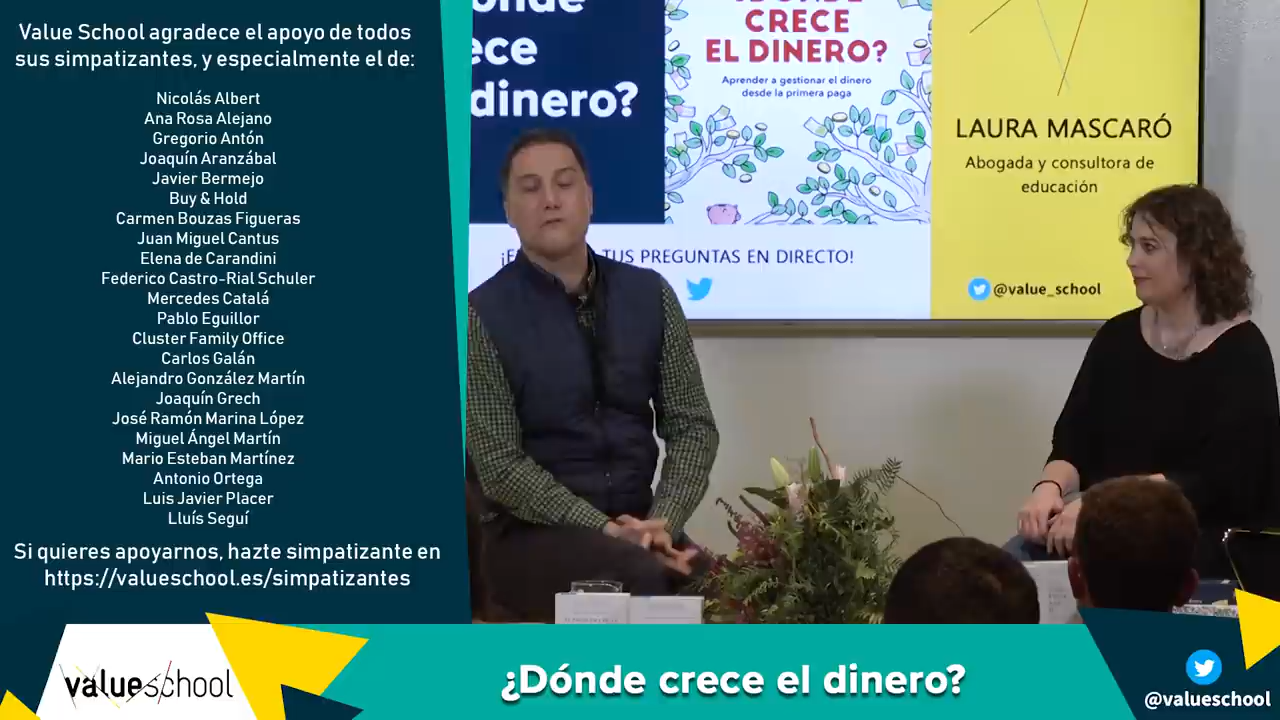 Value School agradece el apoyo de todos
sus simpatizantes, y especialmente el de:
Nicolás Albert
Ana Rosa Alejano
Gregorio Antón
Joaquín Aranzábal
Javier Bermejo
Buy & Hold
Carmen Bouzas Figueras
Juan Miguel Cantus
Elena de Carandini
Federico Castro-Rial Schuler
Mercedes Catalá
Pablo Eguillor
Cluster Family Office
Carlos Galán
Alejandro González Martín
Joaquín Grech
José Ramón Marina López
Miguel Ángel Martín
Mario Esteban Martínez
Antonio Ortega
Luis Javier Placer
Lluís Seguí
Si quieres apoyarnos, hazte simpatizante en
https://valueschool.es/simpatizantes
onde
ece
dinero?
¿DÓNDE
CRECE
EL DINERO?
Aprender a gestionar el dinero
desde la primera paga
TUS PREGUNTAS EN DIRECTO!
LAURA MASCARÓ
Abogada y consultora de
educación
@value_school
valueschool
¿Dónde crece el dinero?
@valueschool